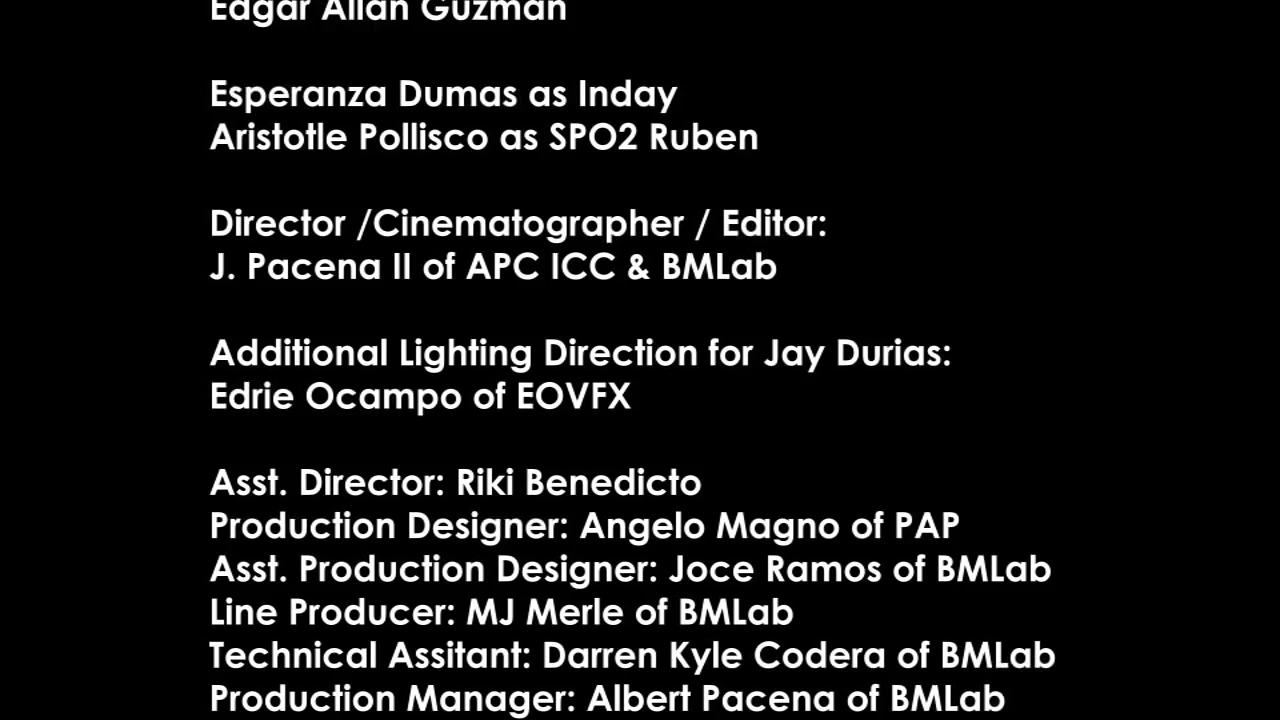 Edgar Allan Guzman
Esperanza Dumas as Inday
Aristotle Pollisco as SPO2 Ruben
Director /Cinematographer / Editor:
J. Pacena II of APC ICC & BMLab
Additional Lighting Direction for Jay Durias:
Edrie Ocampo of EOVFX
Asst. Director: Riki Benedicto
Production Designer: Angelo Magno of PAP
Asst. Production Designer: Joce Ramos of BMLab
Line Producer: MJ Merle of BMLab
Technical Assitant: Darren Kyle Codera of BMLab
Production Manager: Albert Pacena of BMLab